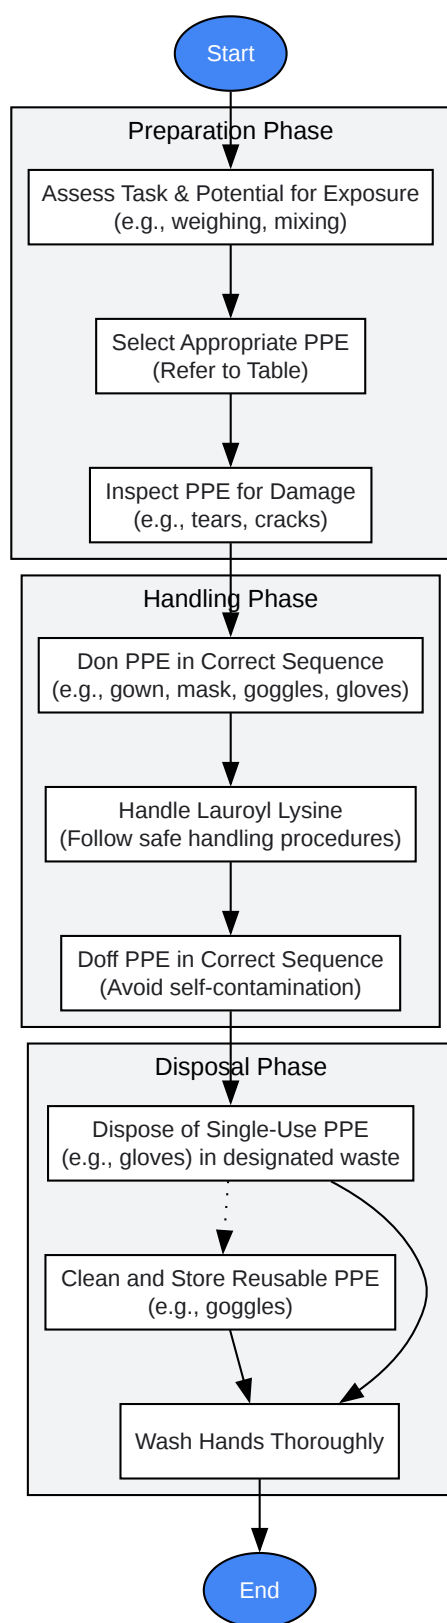 Start
Preparation Phase
Assess Task & Potential for Exposure
(e.g., weighing, mixing)
Select Appropriate PPE
(Refer to Table)
Inspect PPE for Damage
(e.g., tears, cracks)
Handling Phase
Don PPE in Correct Sequence
(e.g., gown, mask, goggles, gloves)
Handle Lauroyl Lysine
(Follow safe handling procedures)
Doff PPE in Correct Sequence
(Avoid self-contamination)
Disposal Phase
Dispose of Single-Use PPE
(e.g., gloves) in designated waste
Clean and Store Reusable PPE
(e.g., goggles)
Wash Hands Thoroughly
End